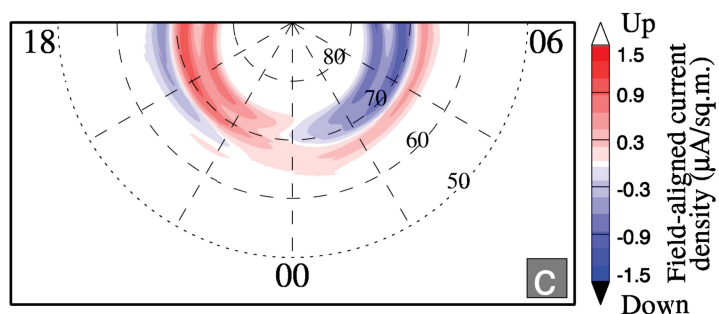 18
06
80
70
60
50
00
C
Up
1.5
0.9
0.3
-0.3
-0.9
-1.5
Down
Field-aligned current
density (μA/sq.m.)